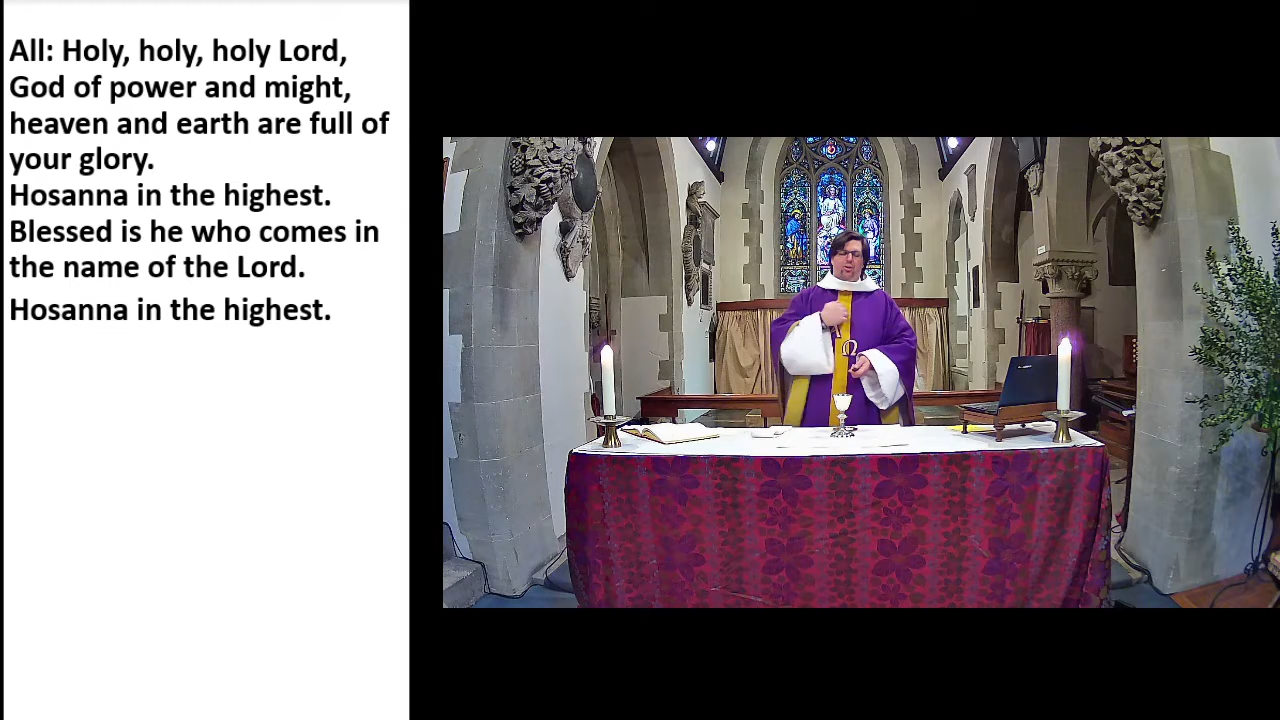 All: Holy, holy, holy Lord,
God of power and might,
heaven and earth are full of
your glory.
Hosanna in the highest.
Blessed is he who comes in
the name of the Lord.
Hosanna in the highest.
Ω